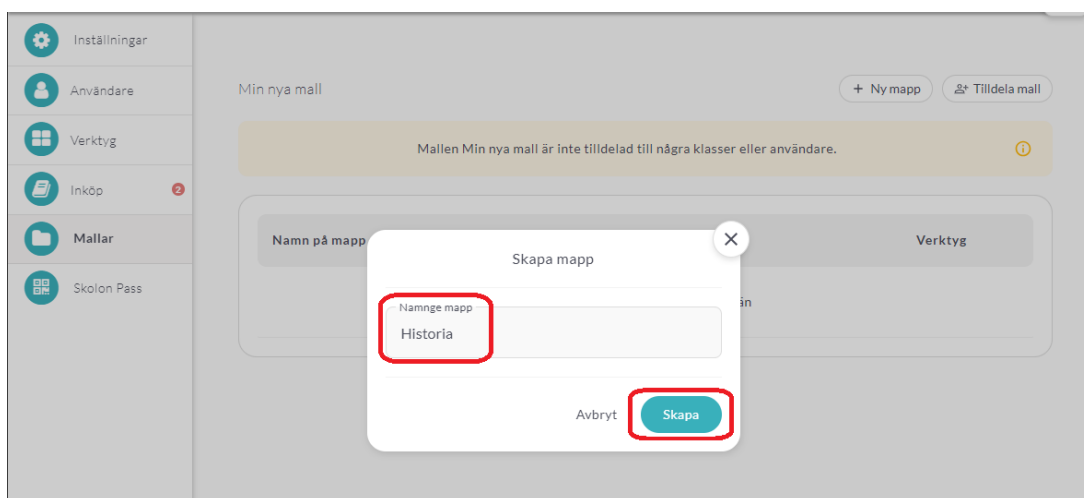 Inställningar
Användare
Verktyg
Inköp 2
Mallar
Skolon Pass
Min nya mall
+ Ny mapp
Tilldela mall
Mallen Min nya mall är inte tilldelad till några klasser eller användare.
Namn på mapp
Verktyg
än
Skapa mapp
Namnge mapp
Historia
Avbryt
Skapa